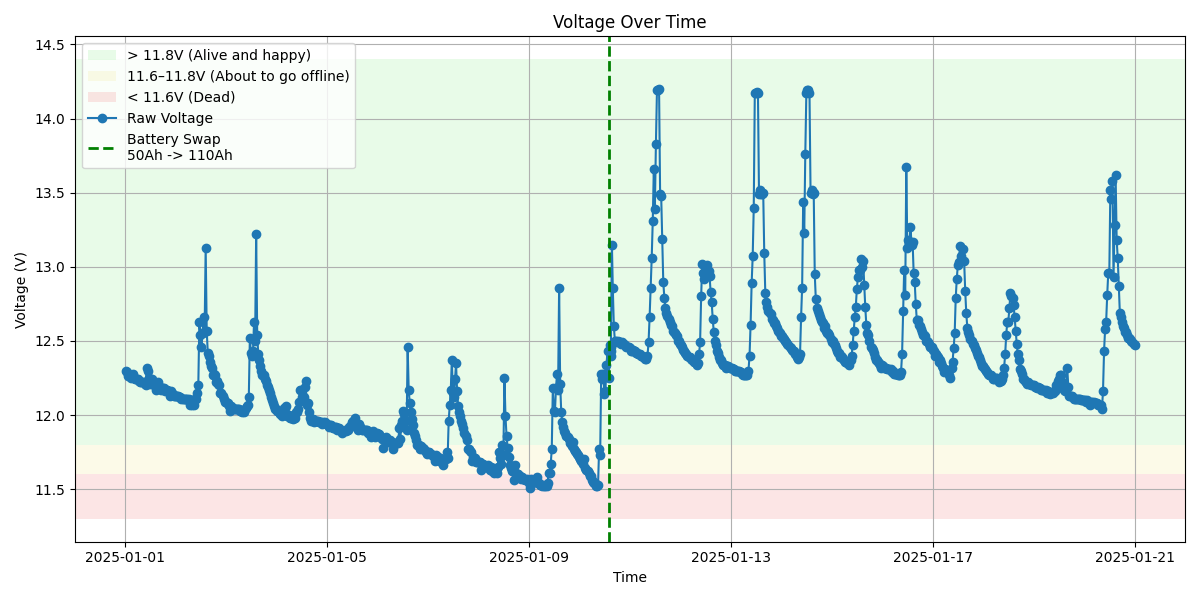 Voltage Over Time
> 11.8V (Alive and happy)
11.6–11.8V (About to go offline)
< 11.6V (Dead)
Raw Voltage
Battery Swap
50Ah -> 110Ah
Voltage (V)
14.5
14.0
13.5
13.0
12.5
12.0
11.5
2025-01-01
2025-01-05
2025-01-09
2025-01-13
2025-01-17
2025-01-21
Time